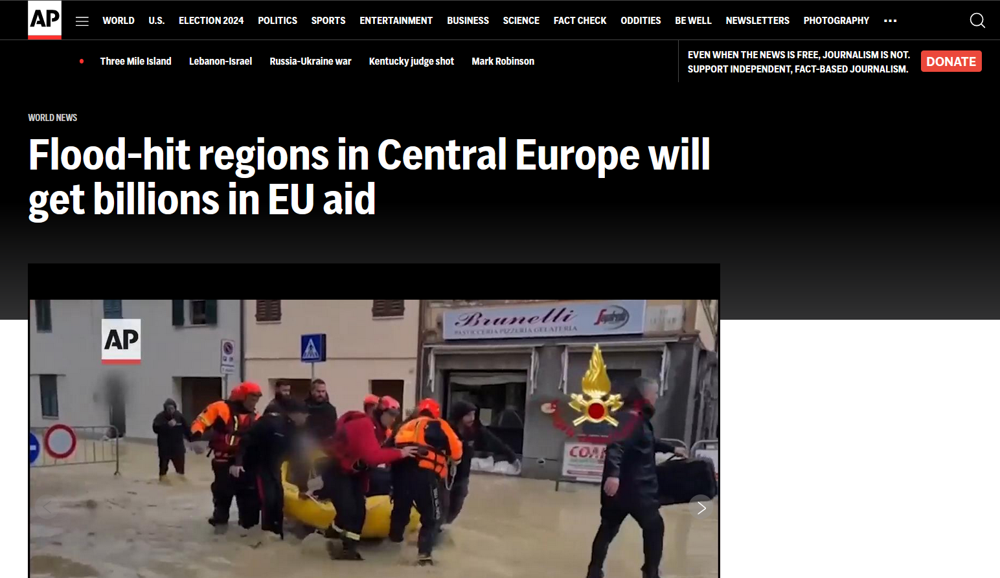 AP
WORLD U.S. ELECTION 2024 POLITICS SPORTS ENTERTAINMENT BUSINESS SCIENCE FACT CHECK ODDITIES BE WELL NEWSLETTERS PHOTOGRAPHY
Three Mile Island Lebanon-Israel Russia-Ukraine war Kentucky judge shot Mark Robinson
EVEN WHEN THE NEWS IS FREE, JOURNALISM IS NOT.
SUPPORT INDEPENDENT, FACT-BASED JOURNALISM.
DONATE
WORLD NEWS
Flood-hit regions in Central Europe will
get billions in EU aid
AP
Brunelli
PASTICCERIA PIZZERIA GELATERIA
Segafredo